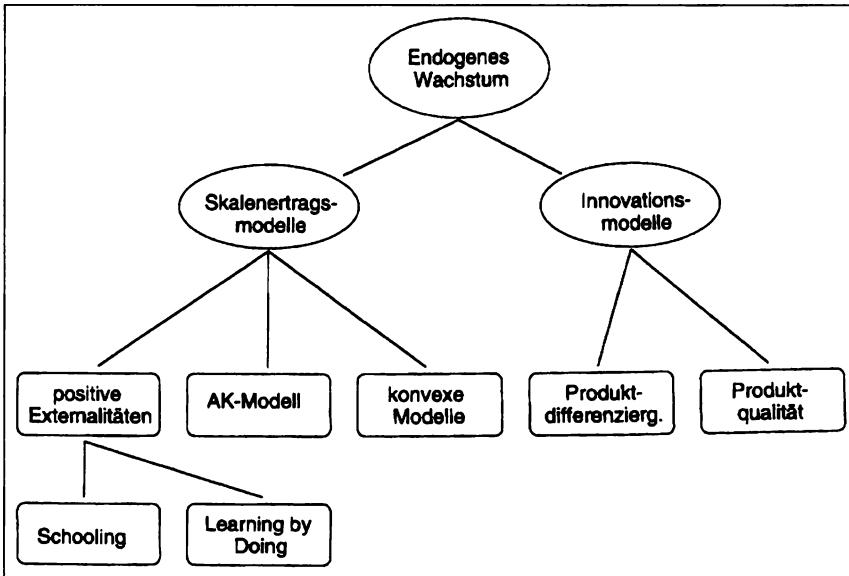 Endogenes
Wachstum
Skalenertrags-
modelle
Innovations-
modelle
positive
Externalitäten
AK-Modell
konvexe
Modelle
Produkt-
differenzierg.
Produkt-
qualität
Schooling
Learning by
Doing